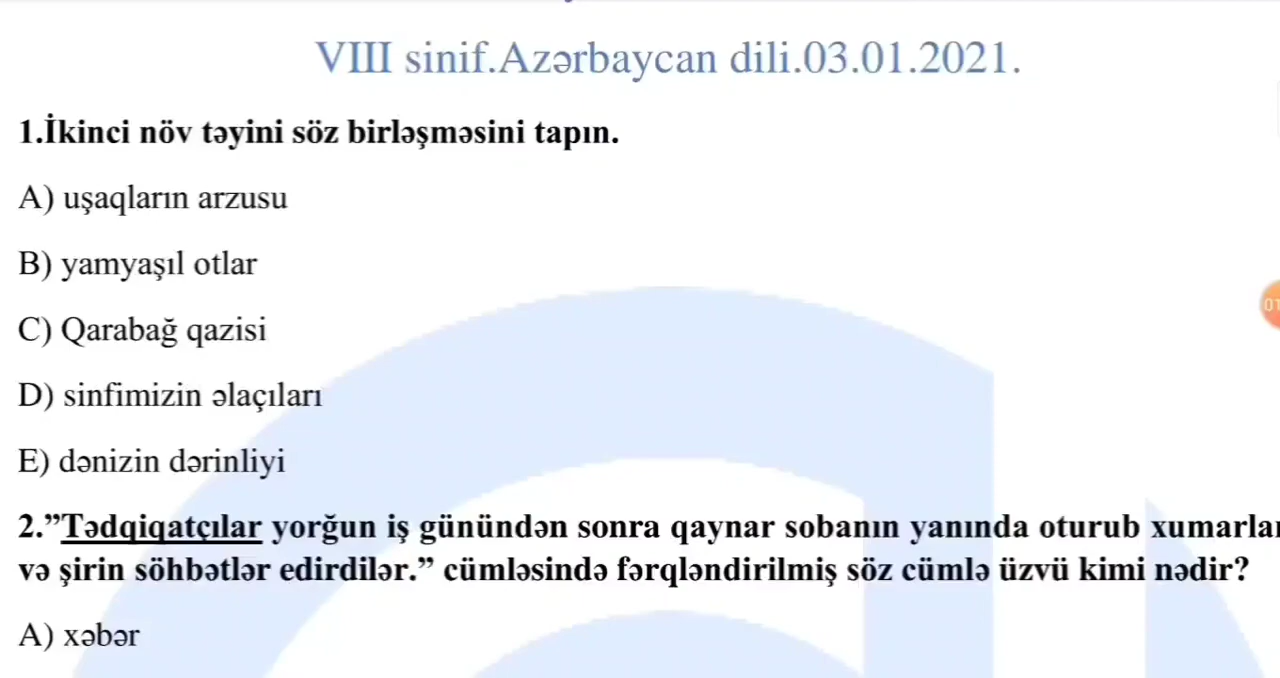 VIII sinif.Azərbaycan dili.03.01.2021.
1.İkinci növ təyini söz birləşməsini tapın.
A) uşaqların arzusu
B) yamyaşıl otlar
C) Qarabağ qazisi
D) sinfimizin əlaçıları
E) dənizin dərinliyi
2.”Tədqiqatçılar yorğun iş günündən sonra qaynar sobanın yanında oturub
və şirin söhbətlər edirdilər.” cümləsində fərqləndirilmiş söz cümlə üzvü kimi nədir?
A) xəbər